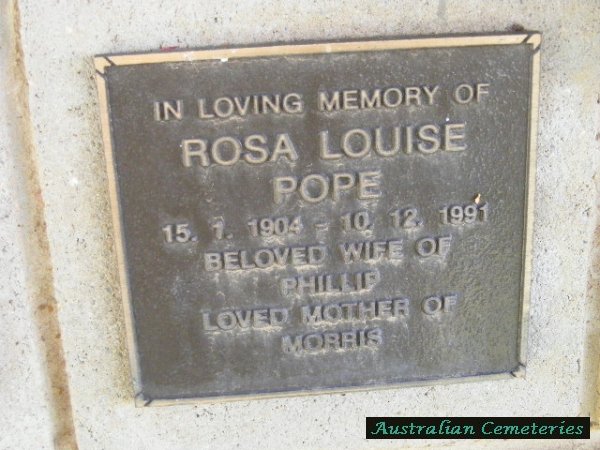 IN LOVING MEMORY OF
ROSA LOUISE
POPE
15. 1. 1904 - 10. 12. 1991
BELOVED WIFE OF
PHILLIP
LOVED MOTHER OF
MORRIS
Australian Cemeteries